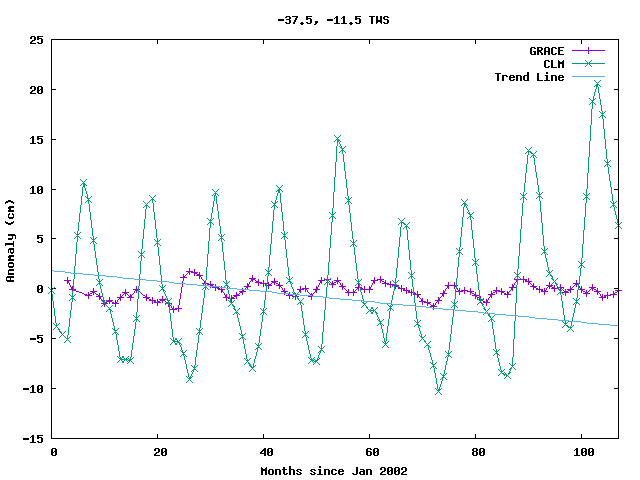 -37.5, -11.5 TWS
GRACE
CLM
Trend Line
25
20
15
10
5
0
-5
-10
-15
Anomaly (cm)
0 20 40 60 80 100
Months since Jan 2002